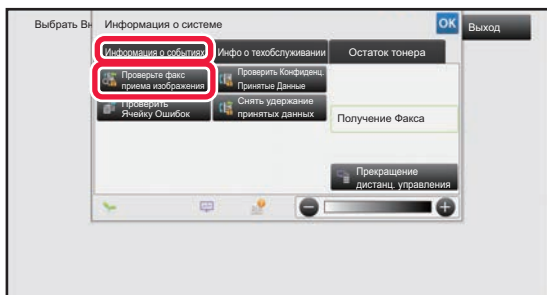 Выбрать Вн
Информация о системе
OK
Выход
Информация о событиях
Инфо о техобслуживании
Остаток тонера
Проверьте факс
приема изображения
Проверить Конфиденц.
Принятые Данные
Проверить
Ячейку Ошибок
Снять удержание
принятых данных
Получение Факса
Прекращение
дистанц. управления